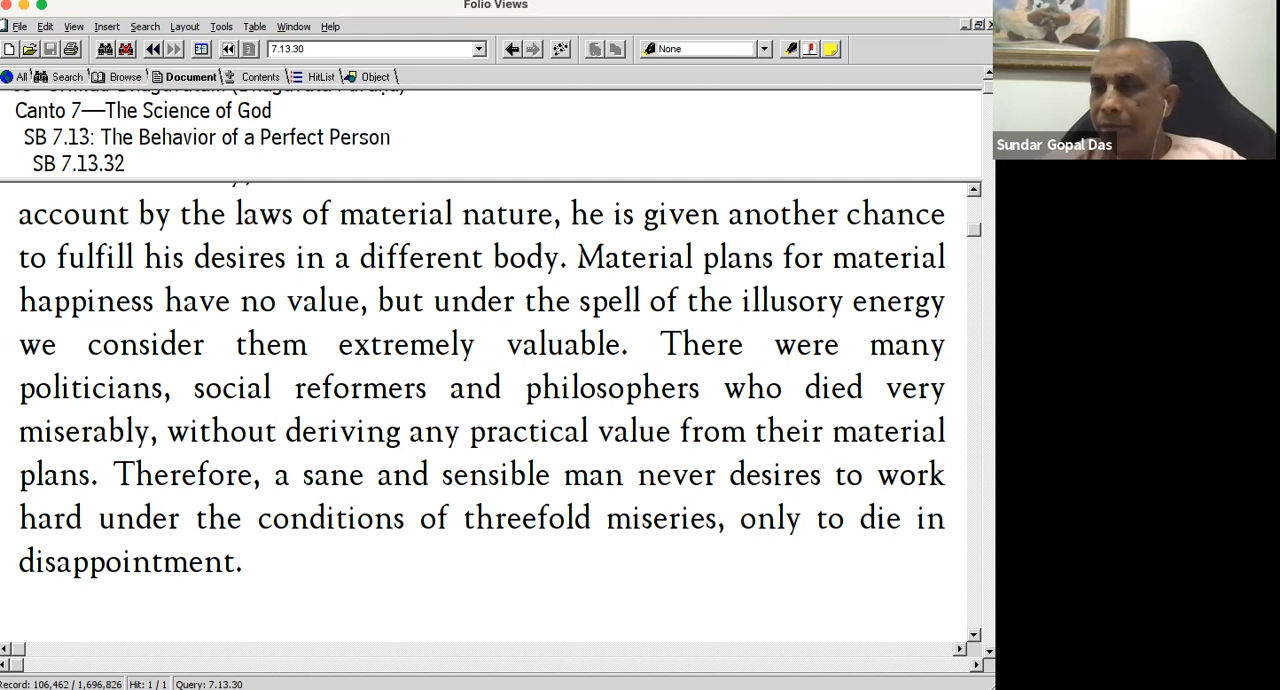 Folio Views
File Edit View Insert Search Layout Tools Table Window Help
7.13.30 None
All Search Browse Document Contents HitList Object
Canto 7—The Science of God
SB 7.13: The Behavior of a Perfect Person
SB 7.13.32
account by the laws of material nature, he is given another chance
to fulfill his desires in a different body. Material plans for material
happiness have no value, but under the spell of the illusory energy
we consider them extremely valuable. There were many
politicians, social reformers and philosophers who died very
miserably, without deriving any practical value from their material
plans. Therefore, a sane and sensible man never desires to work
hard under the conditions of threefold miseries, only to die in
disappointment.
Record: 106,462 / 1,696,826 Hit: 1 / 1 Query: 7.13.30
Sundar Gopal Das